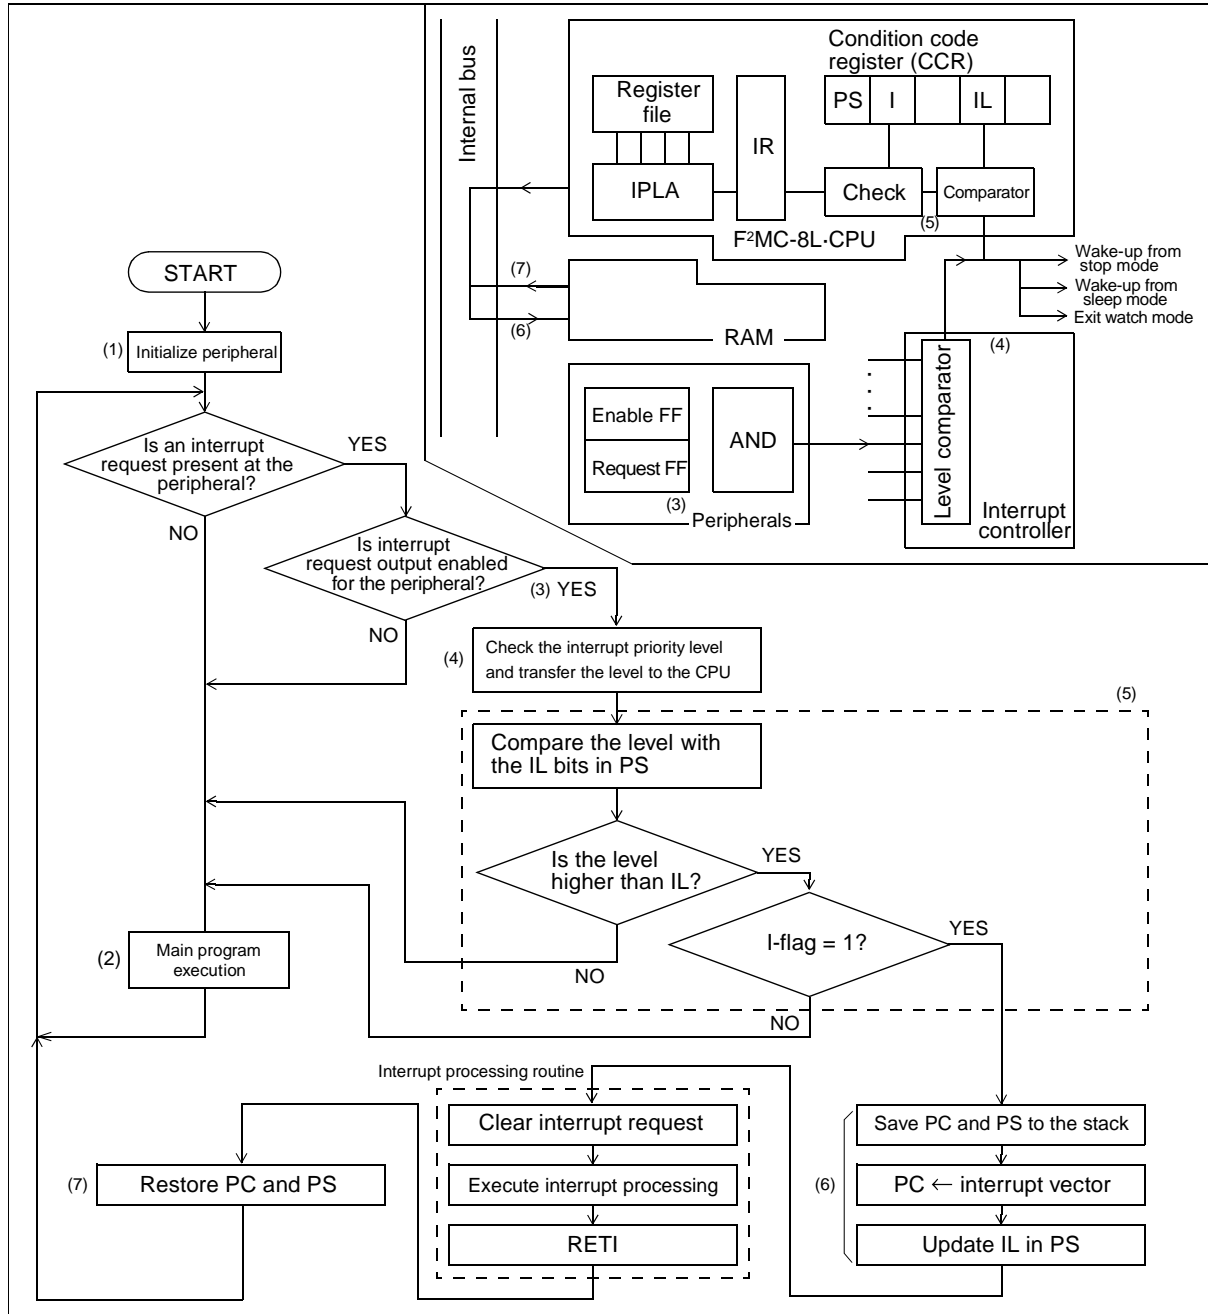 Internal bus
Condition code
register (CCR)
PS
I
IL
Register
file
IR
IPLA
Check
Comparator
(5)
F²MC-8L·CPU
(7)
(6)
RAM
Wake-up from
stop mode
Wake-up from
sleep mode
Exit watch mode
(4)
Level comparator
Interrupt
controller
Enable FF
Request FF
AND
(3)
Peripherals
START
(1)
Initialize peripheral
Is an interrupt
request present at the
peripheral?
YES
NO
Is interrupt
request output enabled
for the peripheral?
(3) YES
NO
(4)
Check the interrupt priority level
and transfer the level to the CPU
(5)
Compare the level with
the IL bits in PS
Is the level
higher than IL?
YES
NO
I-flag = 1?
YES
NO
(2)
Main program
execution
Interrupt processing routine
Clear interrupt request
Execute interrupt processing
RETI
(6)
Save PC and PS to the stack
PC ← interrupt vector
Update IL in PS
(7)
Restore PC and PS